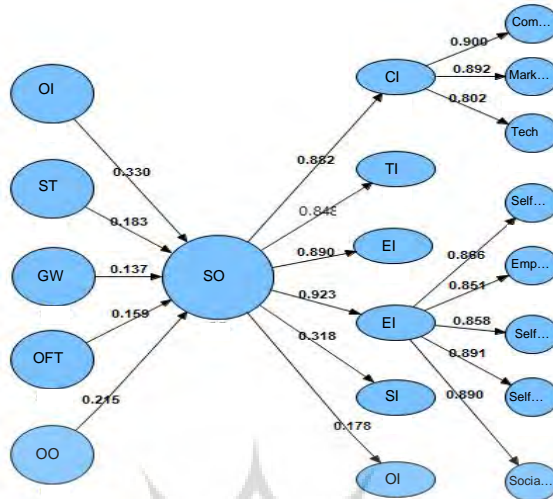 OI
ST
GW
OFT
OO
0.330
0.183
0.137
0.159
0.215
SO
0.882
0.848
0.890
0.923
0.318
0.178
CI
TI
EI
EI
SI
OI
0.900
0.892
0.802
0.866
0.851
0.858
0.891
0.890
Com...
Mark...
Tech
Self...
Emp...
Self...
Self...
Socia...